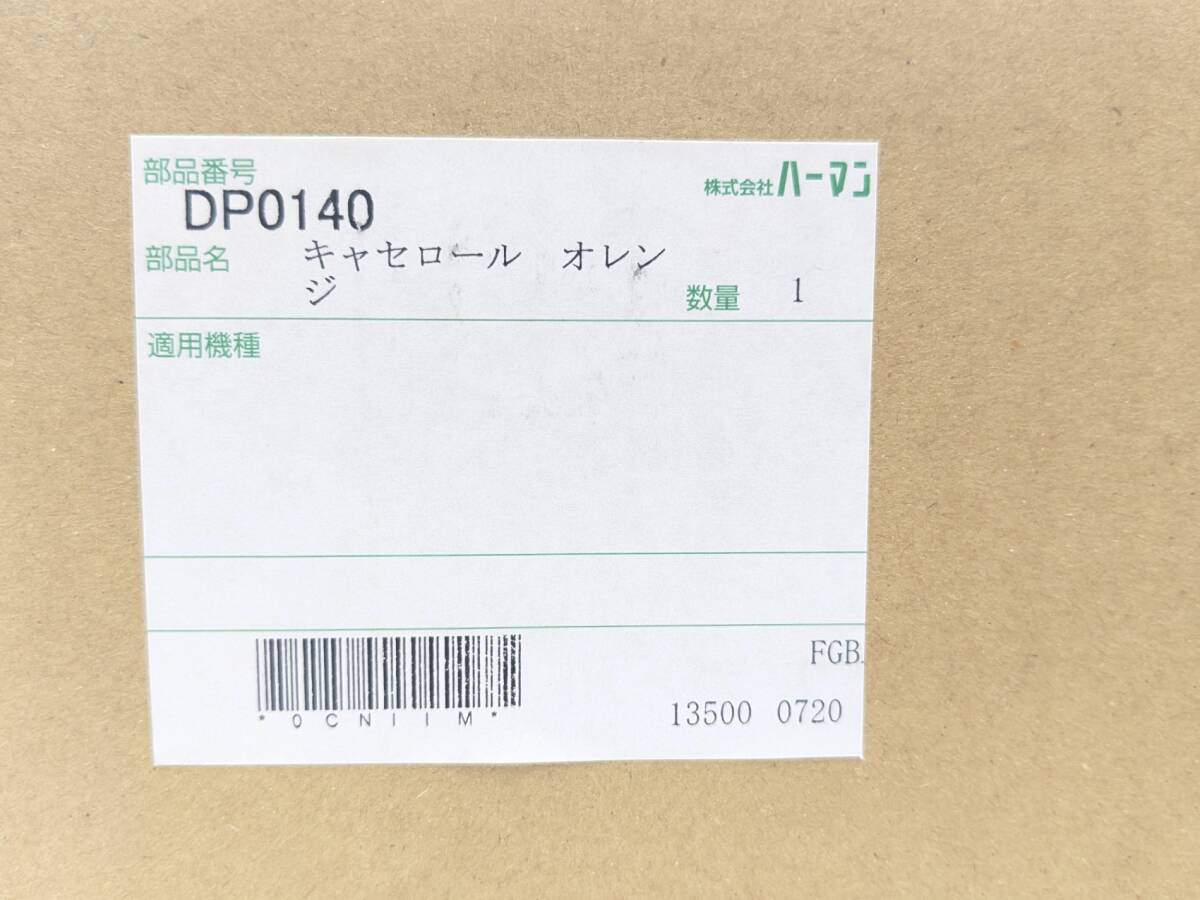 部品番号
株式会社ハーマン
DP0140
部品名 キャセロール オレン
ジ
数量 1
適用機種
FGB.
*0CNIIM*
13500 0720